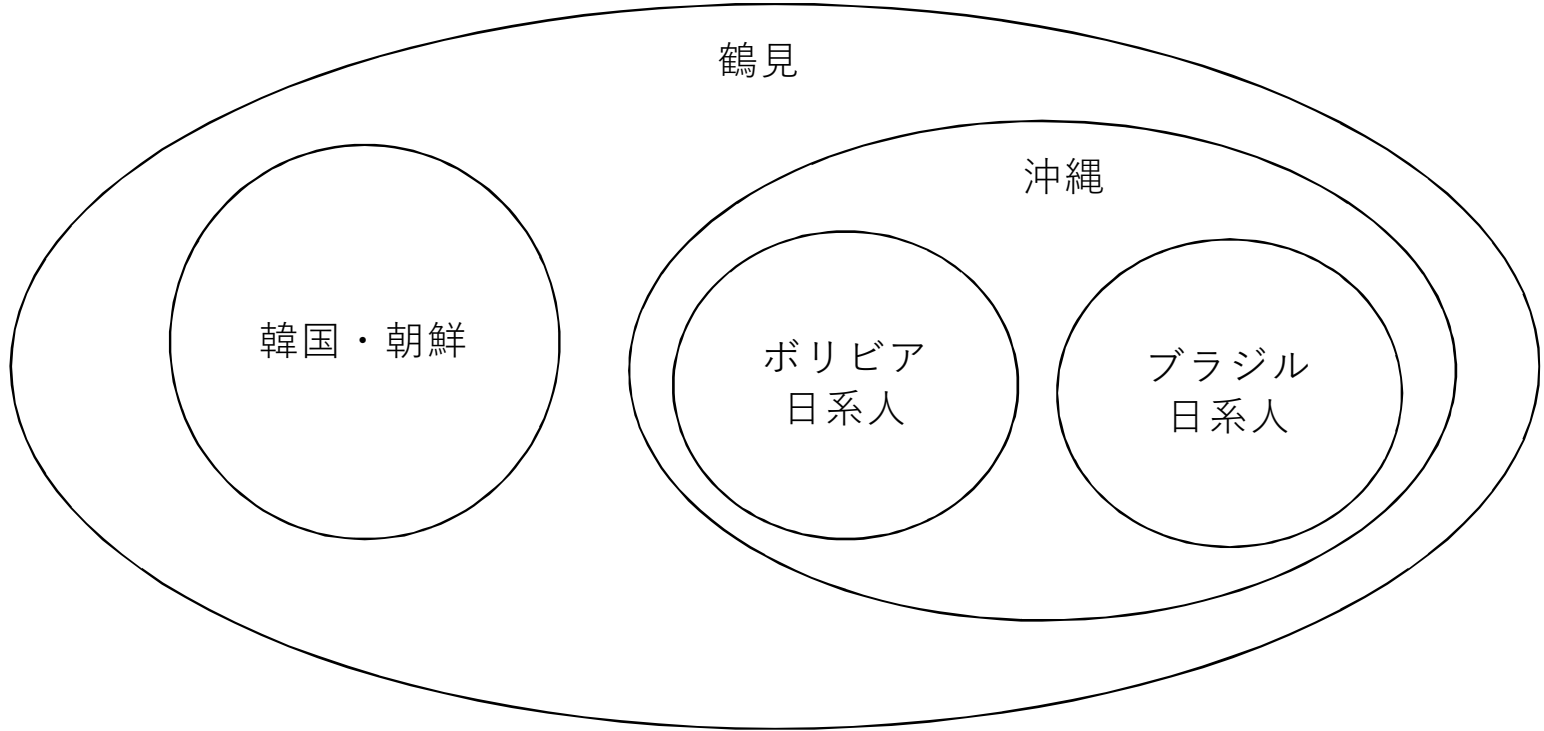 鶴見
沖縄
韓国・朝鮮
ボリビア
日系人
ブラジル
日系人